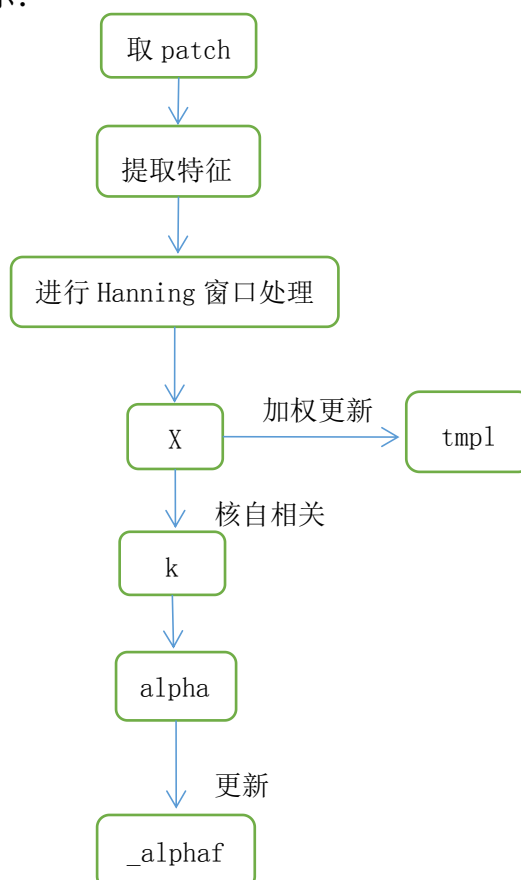 取 patch
提取特征
进行 Hanning 窗口处理
加权更新
X
tmpl
核自相关
k
alpha
更新
_alphaf